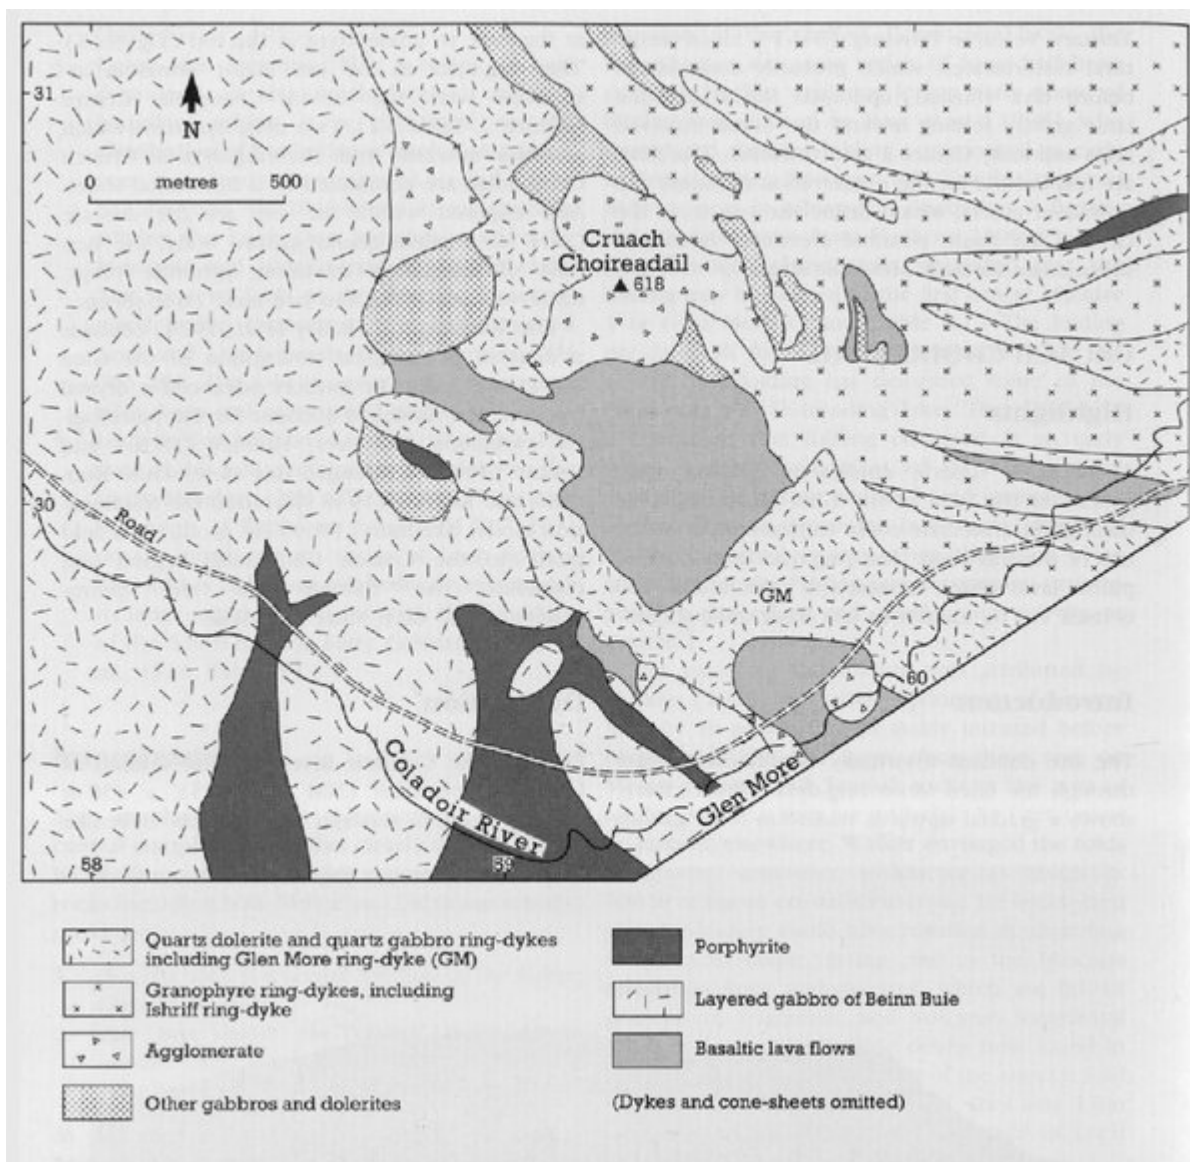 31
N
0 metres 500
Cruach
Choireadail
618
30
Road
GM
60
Coladoir River
Glen More
58
59
Quartz dolerite and quartz gabbro ring-dykes
including Glen More ring-dyke (GM)
Granophyre ring-dykes, including
Ishriff ring-dyke
Agglomerate
Other gabbros and dolerites
Porphyrite
Layered gabbro of Beinn Buie
Basaltic lava flows
(Dykes and cone-sheets omitted)